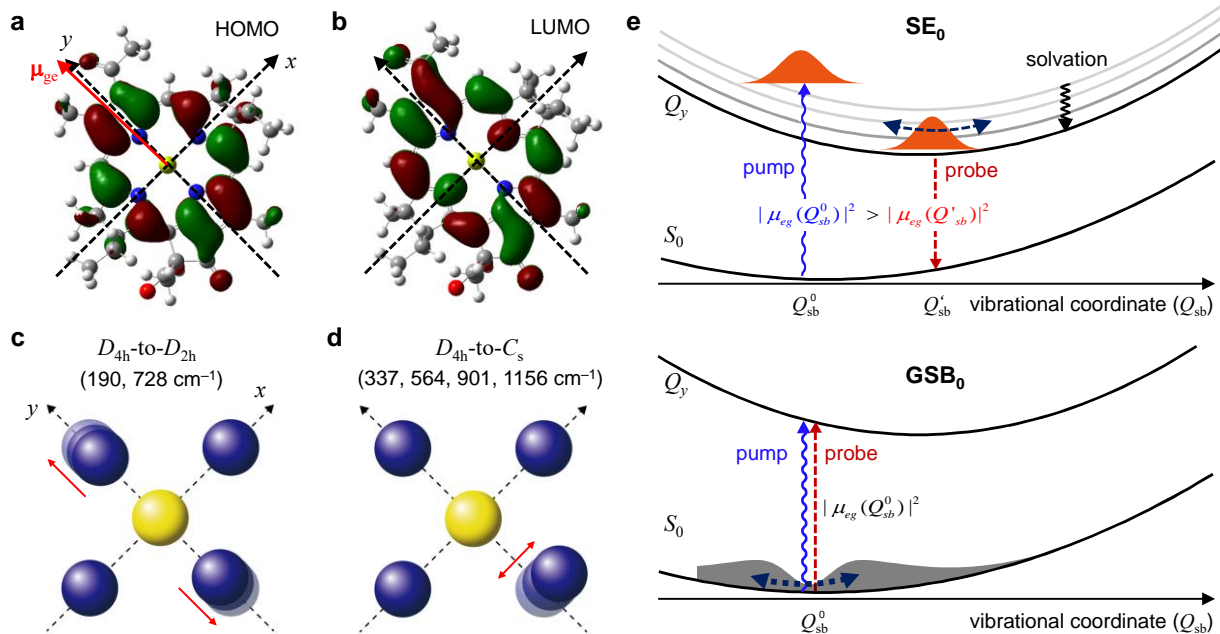 a
HOMO
y
x
μge
b
LUMO
c
D4h-to-D2h
(190, 728 cm–1)
y
x
d
D4h-to-Cs
(337, 564, 901, 1156 cm–1)
e
SE0
solvation
Qy
pump
probe
|μeg(Q0sb)|2 > |μeg(Q'sb)|2
S0
Q0sb
Q‘sb
vibrational coordinate (Qsb)
GSB0
Qy
pump
probe
|μeg(Q0sb)|2
S0
Q0sb
vibrational coordinate (Qsb)